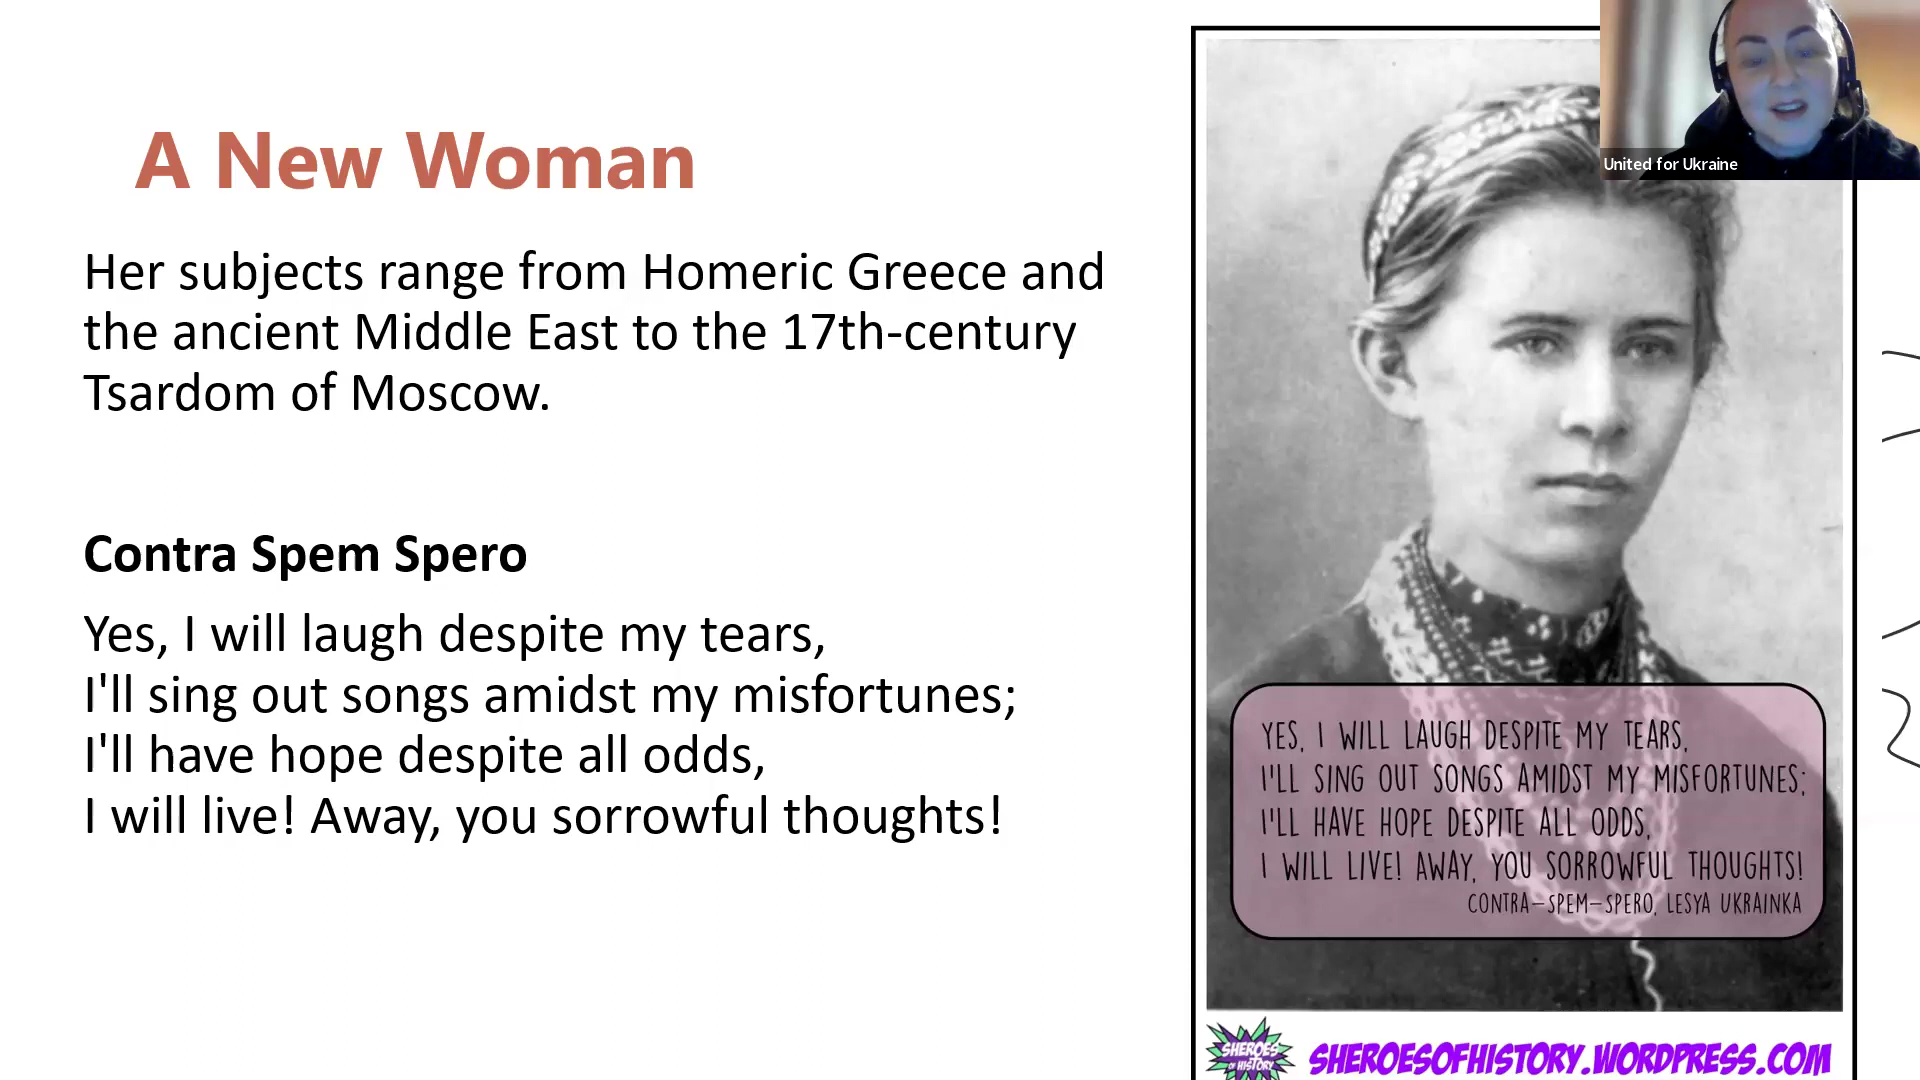 A New Woman
Her subjects range from Homeric Greece and
the ancient Middle East to the 17th-century
Tsardom of Moscow.
Contra Spem Spero
Yes, I will laugh despite my tears,
I'll sing out songs amidst my misfortunes;
I'll have hope despite all odds,
I will live! Away, you sorrowful thoughts!
United for Ukraine
YES, I WILL LAUGH DESPITE MY TEARS,
I'LL SING OUT SONGS AMIDST MY MISFORTUNES;
I'LL HAVE HOPE DESPITE ALL ODDS,
I WILL LIVE! AWAY, YOU SORROWFUL THOUGHTS!
CONTRA-SPEM-SPERO, LESYA UKRAINKA
SHEROES
OF HISTORY
SHEROESOFHISTORY.WORDPRESS.COM